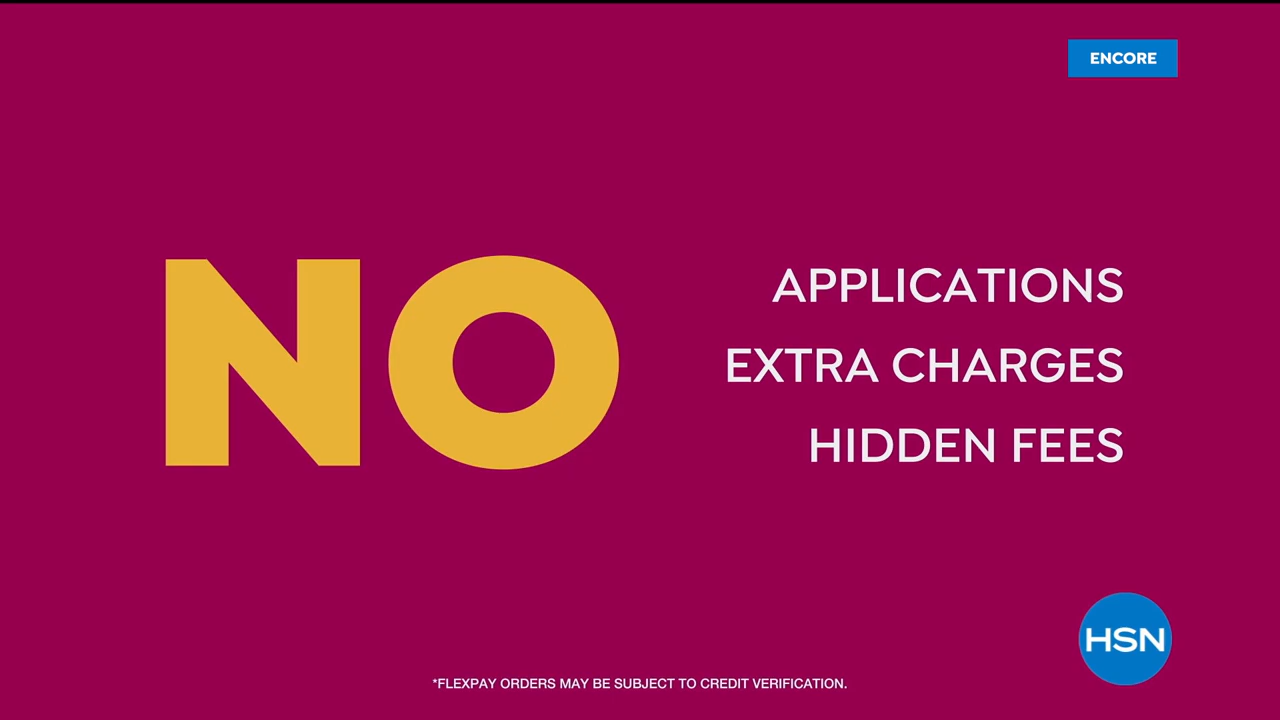 ENCORE
NO
APPLICATIONS
EXTRA CHARGES
HIDDEN FEES
HSN
*FLEXPAY ORDERS MAY BE SUBJECT TO CREDIT VERIFICATION.